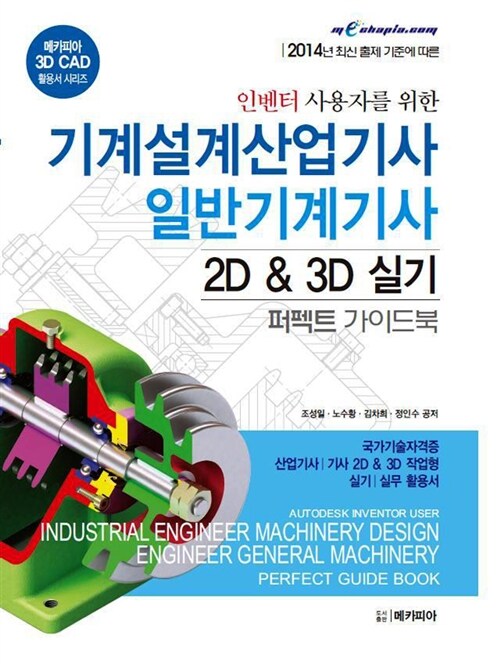 mechapia.com
메카피아
3D CAD
활용서 시리즈
2014년 최신 출제 기준에 따른
인벤터 사용자를 위한
기계설계산업기사
일반기계기사
2D & 3D 실기
퍼펙트 가이드북
조성일 · 노수황 · 김차희 · 정인수 공저
국가기술자격증
산업기사 | 기사 2D & 3D 작업형
실기 | 실무 활용서
AUTODESK INVENTOR USER
INDUSTRIAL ENGINEER MACHINERY DESIGN
ENGINEER GENERAL MACHINERY
PERFECT GUIDE BOOK
도서출판 | 메카피아